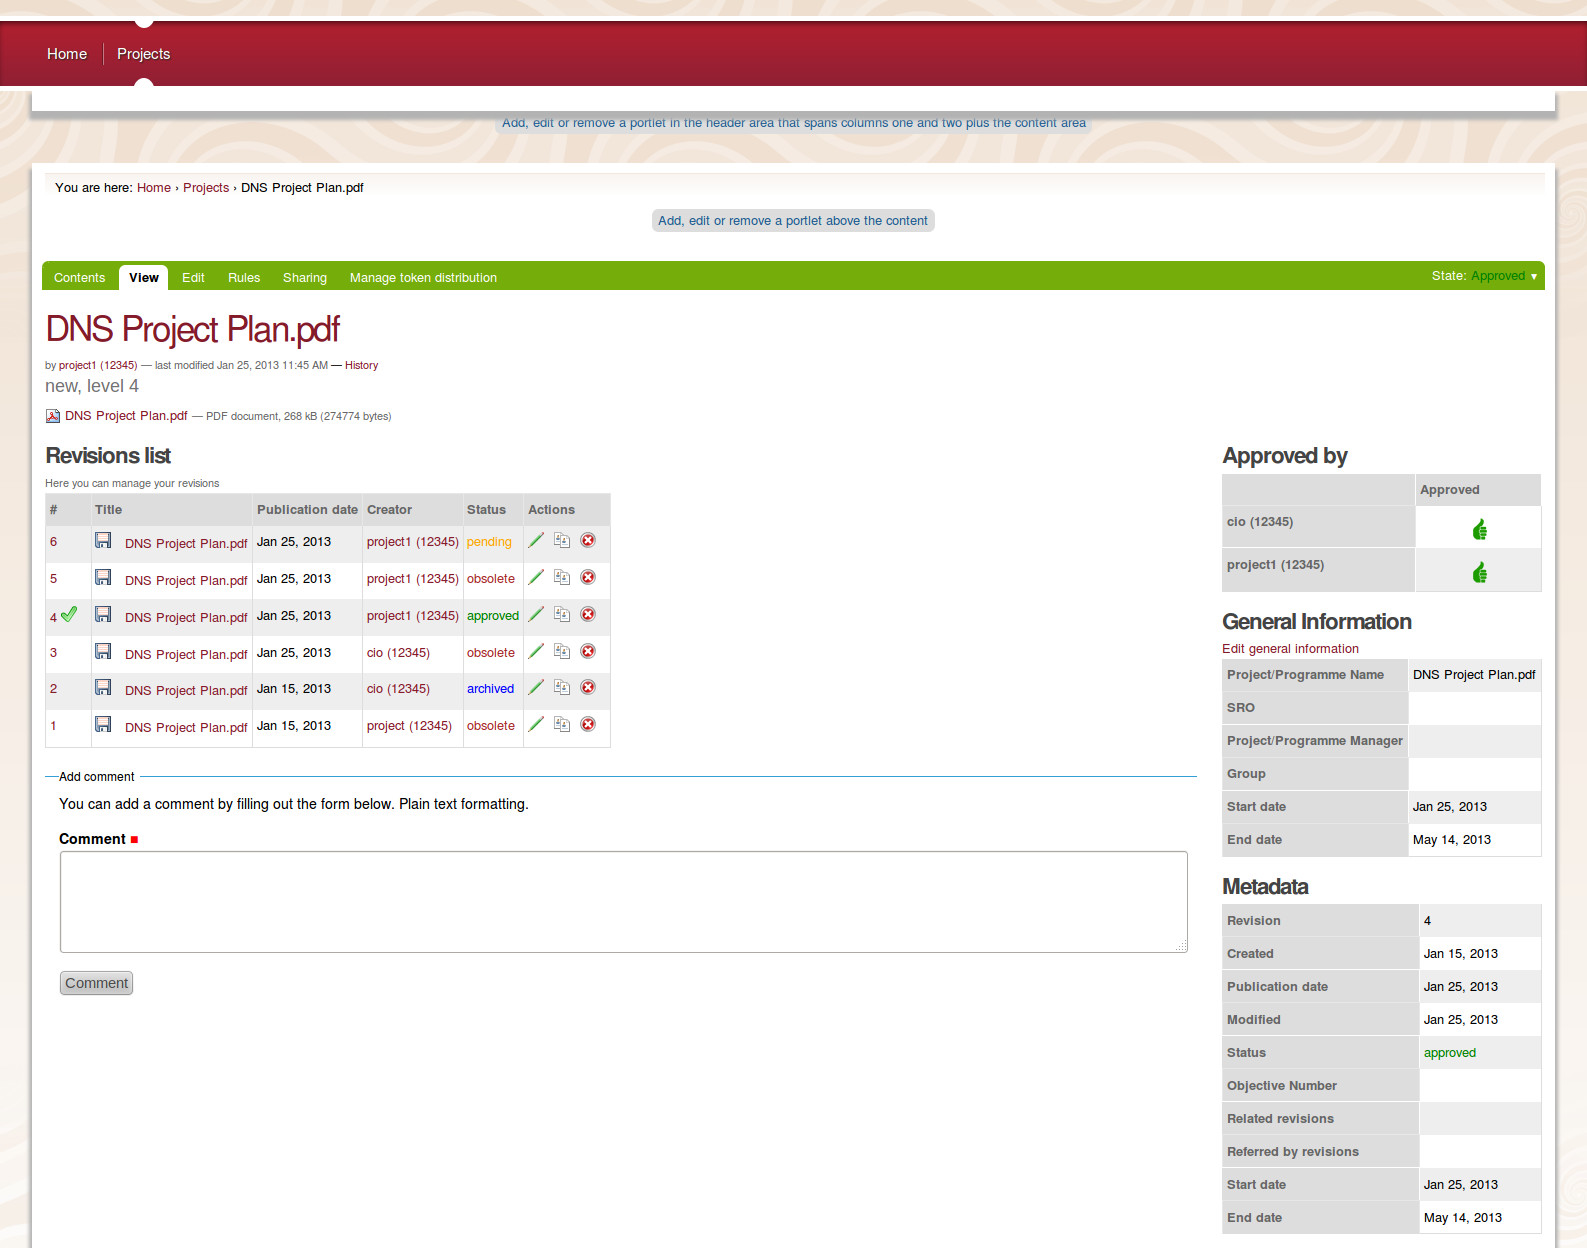 Home Projects
Add, edit or remove a portlet in the header area that spans columns one and two plus the content area
You are here: Home › Projects › DNS Project Plan.pdf
Add, edit or remove a portlet above the content
Contents View Edit Rules Sharing Manage token distribution State: Approved ▼
DNS Project Plan.pdf
by project1 (12345) — last modified Jan 25, 2013 11:45 AM — History
new, level 4
DNS Project Plan.pdf — PDF document, 268 kB (274774 bytes)
Revisions list
Here you can manage your revisions
# Title Publication date Creator Status Actions
6 DNS Project Plan.pdf Jan 25, 2013 project1 (12345) pending
5 DNS Project Plan.pdf Jan 25, 2013 project1 (12345) obsolete
4 DNS Project Plan.pdf Jan 25, 2013 project1 (12345) approved
3 DNS Project Plan.pdf Jan 25, 2013 cio (12345) obsolete
2 DNS Project Plan.pdf Jan 15, 2013 cio (12345) archived
1 DNS Project Plan.pdf Jan 15, 2013 project (12345) obsolete
Add comment
You can add a comment by filling out the form below. Plain text formatting.
Comment
Comment
Approved by
Approved
cio (12345)
project1 (12345)
General Information
Edit general information
Project/Programme Name DNS Project Plan.pdf
SRO
Project/Programme Manager
Group
Start date Jan 25, 2013
End date May 14, 2013
Metadata
Revision 4
Created Jan 15, 2013
Publication date Jan 25, 2013
Modified Jan 25, 2013
Status approved
Objective Number
Related revisions
Referred by revisions
Start date Jan 25, 2013
End date May 14, 2013